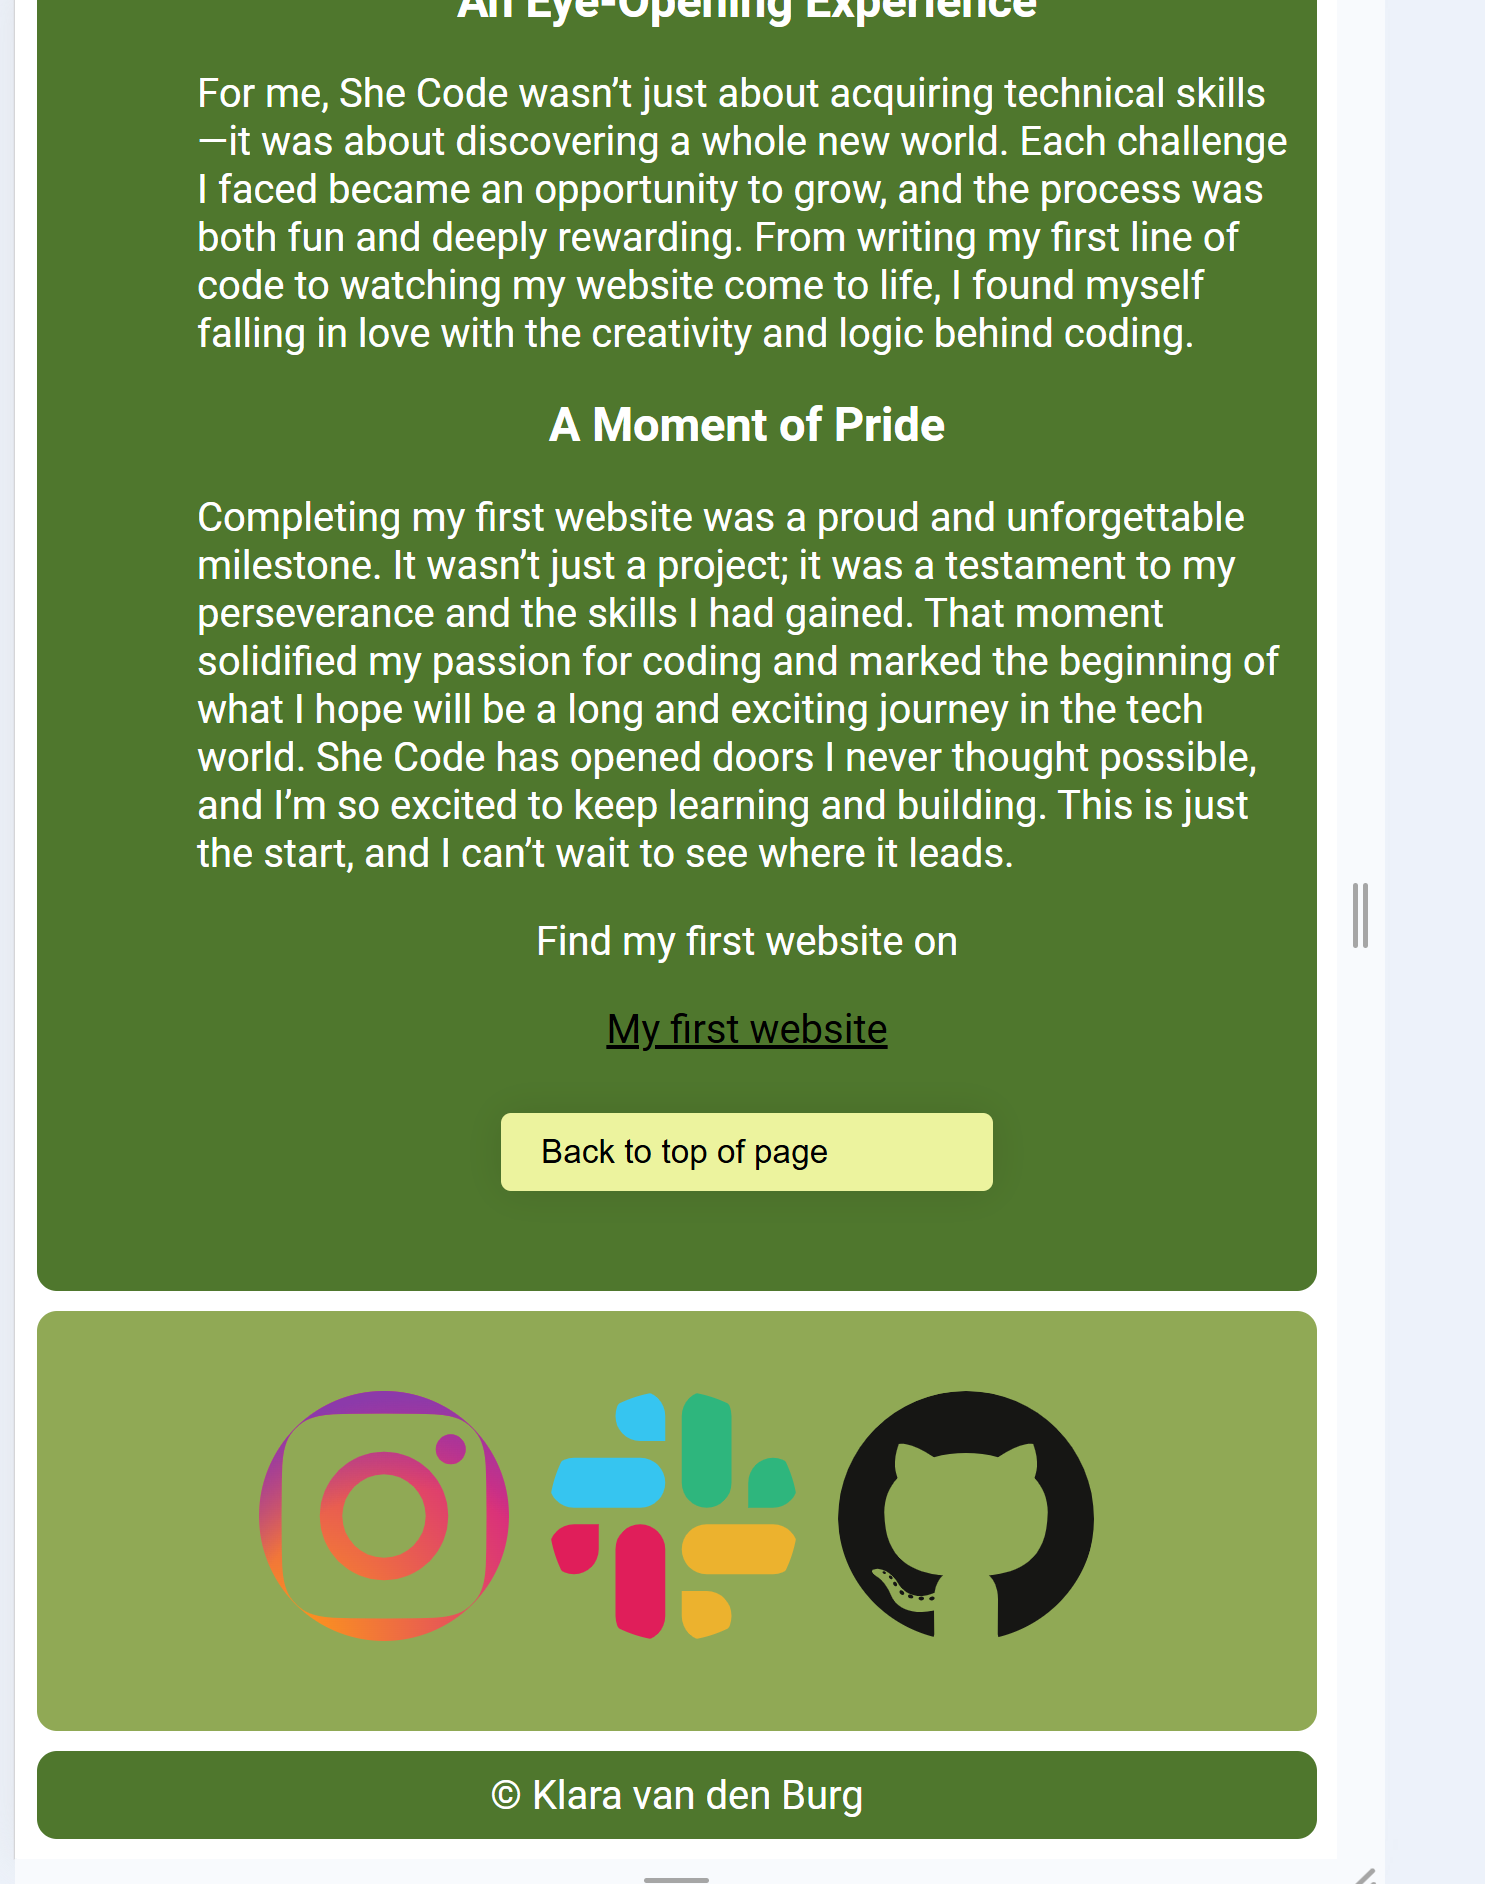 An Eye-Opening Experience
For me, She Code wasn’t just about acquiring technical skills
—it was about discovering a whole new world. Each challenge
I faced became an opportunity to grow, and the process was
both fun and deeply rewarding. From writing my first line of
code to watching my website come to life, I found myself
falling in love with the creativity and logic behind coding.
A Moment of Pride
Completing my first website was a proud and unforgettable
milestone. It wasn’t just a project; it was a testament to my
perseverance and the skills I had gained. That moment
solidified my passion for coding and marked the beginning of
what I hope will be a long and exciting journey in the tech
world. She Code has opened doors I never thought possible,
and I’m so excited to keep learning and building. This is just
the start, and I can’t wait to see where it leads.
Find my first website on
My first website
Back to top of page
© Klara van den Burg